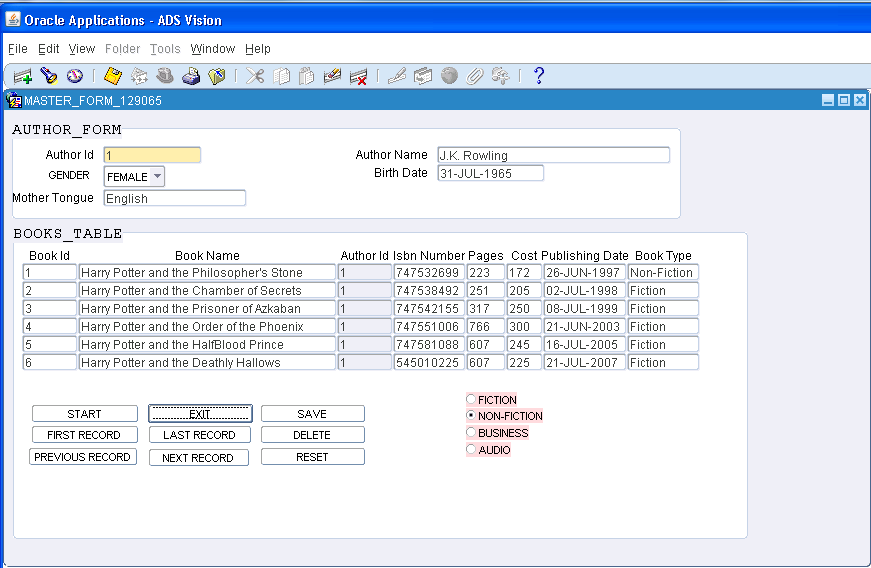 Oracle Applications - ADS Vision
File Edit View Folder Tools Window Help
MASTER_FORM_129065
AUTHOR_FORM
Author Id 1 Author Name J.K. Rowling
GENDER FEMALE Birth Date 31-JUL-1965
Mother Tongue English
BOOKS_TABLE
Book Id Book Name Author Id Isbn Number Pages Cost Publishing Date Book Type
1 Harry Potter and the Philosopher's Stone 1 747532699 223 172 26-JUN-1997 Non-Fiction
2 Harry Potter and the Chamber of Secrets 1 747538492 251 205 02-JUL-1998 Fiction
3 Harry Potter and the Prisoner of Azkaban 1 747542155 317 250 08-JUL-1999 Fiction
4 Harry Potter and the Order of the Phoenix 1 747551006 766 300 21-JUN-2003 Fiction
5 Harry Potter and the HalfBlood Prince 1 747581088 607 245 16-JUL-2005 Fiction
6 Harry Potter and the Deathly Hallows 1 545010225 607 225 21-JUL-2007 Fiction
FICTION
START EXIT SAVE NON-FICTION
FIRST RECORD LAST RECORD DELETE BUSINESS
PREVIOUS RECORD NEXT RECORD RESET AUDIO